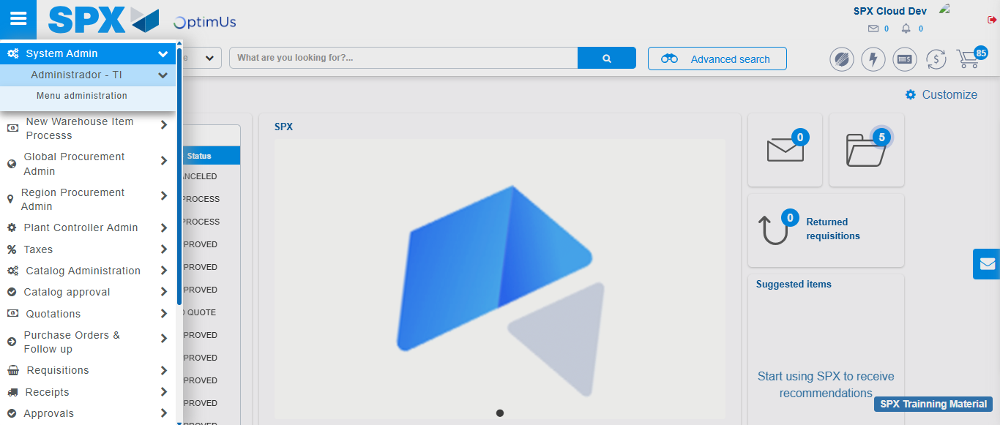 SPX
OptimUs
SPX Cloud Dev
0
0
System Admin
Administrador - TI
Menu administration
New Warehouse Item
Processs
Global Procurement
Admin
Region Procurement
Admin
Plant Controller Admin
Taxes
Catalog Administration
Catalog approval
Quotations
Purchase Orders &
Follow up
Requisitions
Receipts
Approvals
What are you looking for?...
Advanced search
85
Customize
Status
ANCELED
PROCESS
PROCESS
PROVED
PROVED
PROVED
QUOTE
PROVED
PROVED
PROVED
PROVED
SPX
0
5
0
Returned
requisitions
Suggested items
Start using SPX to receive
recommendations
SPX Trainning Material